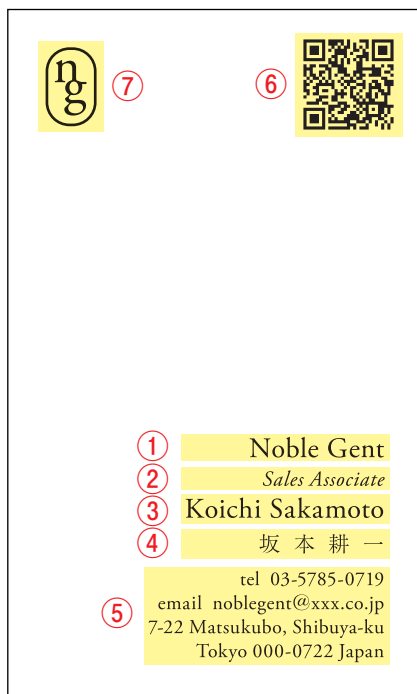 ng
⑦
⑥
① Noble Gent
② Sales Associate
③ Koichi Sakamoto
④ 坂本耕一
tel 03-5785-0719
email noblegent@xxx.co.jp
⑤
7-22 Matsukubo, Shibuya-ku
Tokyo 000-0722 Japan